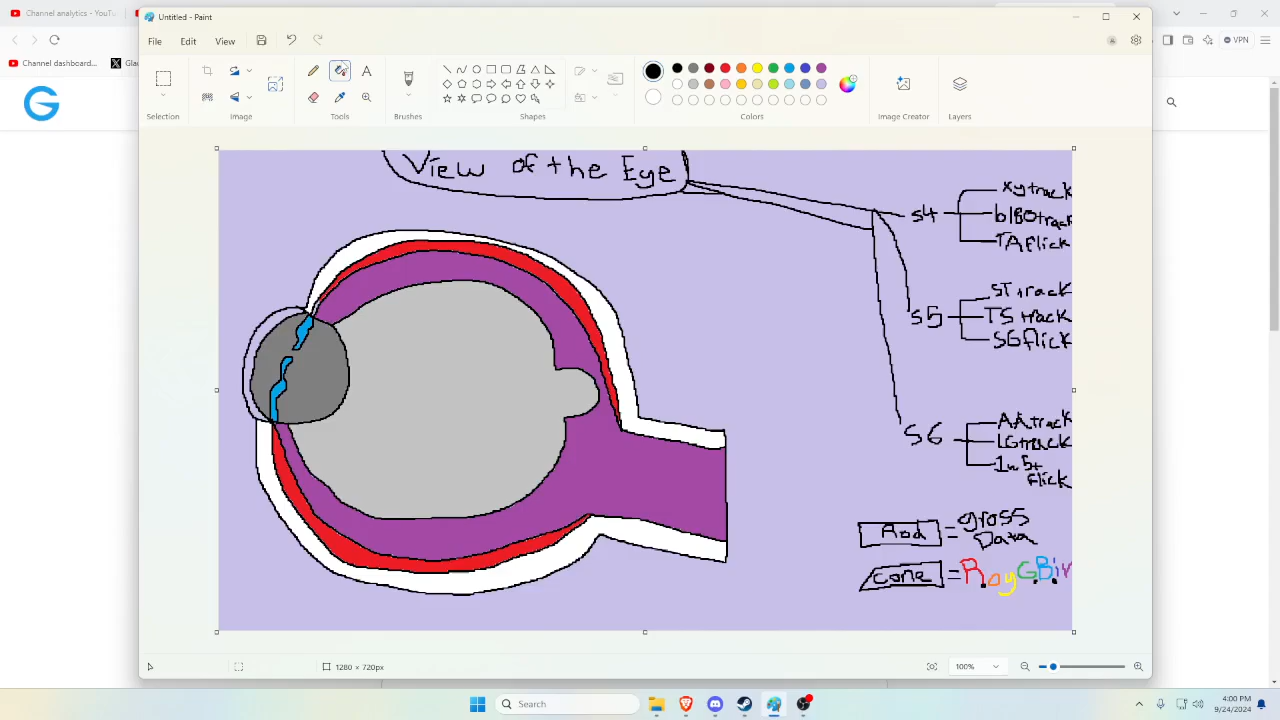 Channel analytics - YouTu
Untitled - Paint
Channel dashboard...
Gla
VPN
File
Edit
View
Selection
Image
Tools
Brushes
Shapes
Colors
Image Creator
Layers
View of the Eye
s4
xytrack
TAflick
s5
STtrack
TS track
SGflick
s6
AAtrack
LGtrack
1w5t
flick
Rod = gross
Data
Cone = RoyGBiv
1280 × 720px
100%
Search
4:00 PM
9/24/2024